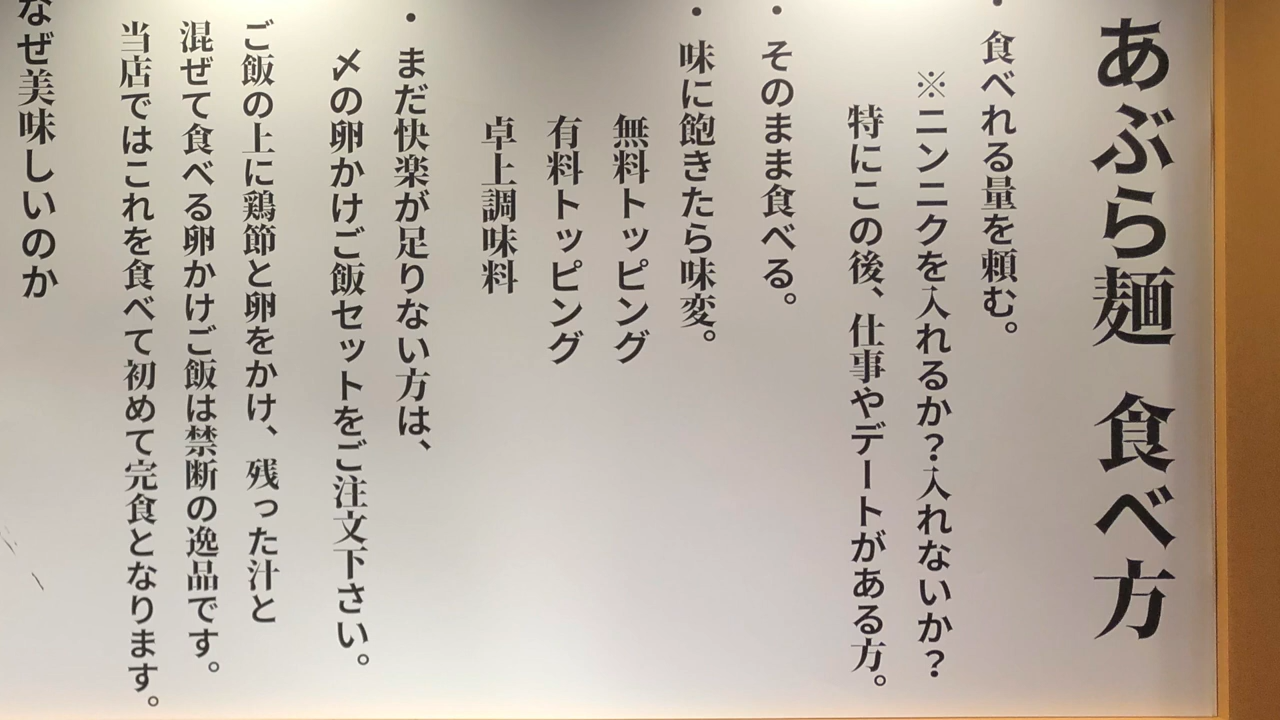 あぶら麺 食べ方
・食べれる量を頼む。
※ニンニクを入れるか?入れないか?
特にこの後、仕事やデートがある方。
・そのまま食べる。
・味に飽きたら味変。
無料トッピング
有料トッピング
卓上調味料
・まだ快楽が足りない方は、
〆の卵かけご飯セットをご注文下さい。
ご飯の上に鶏節と卵をかけ、残った汁と
混ぜて食べる卵かけご飯は禁断の逸品です。
当店ではこれを食べて初めて完食となります。
なぜ美味しいのか